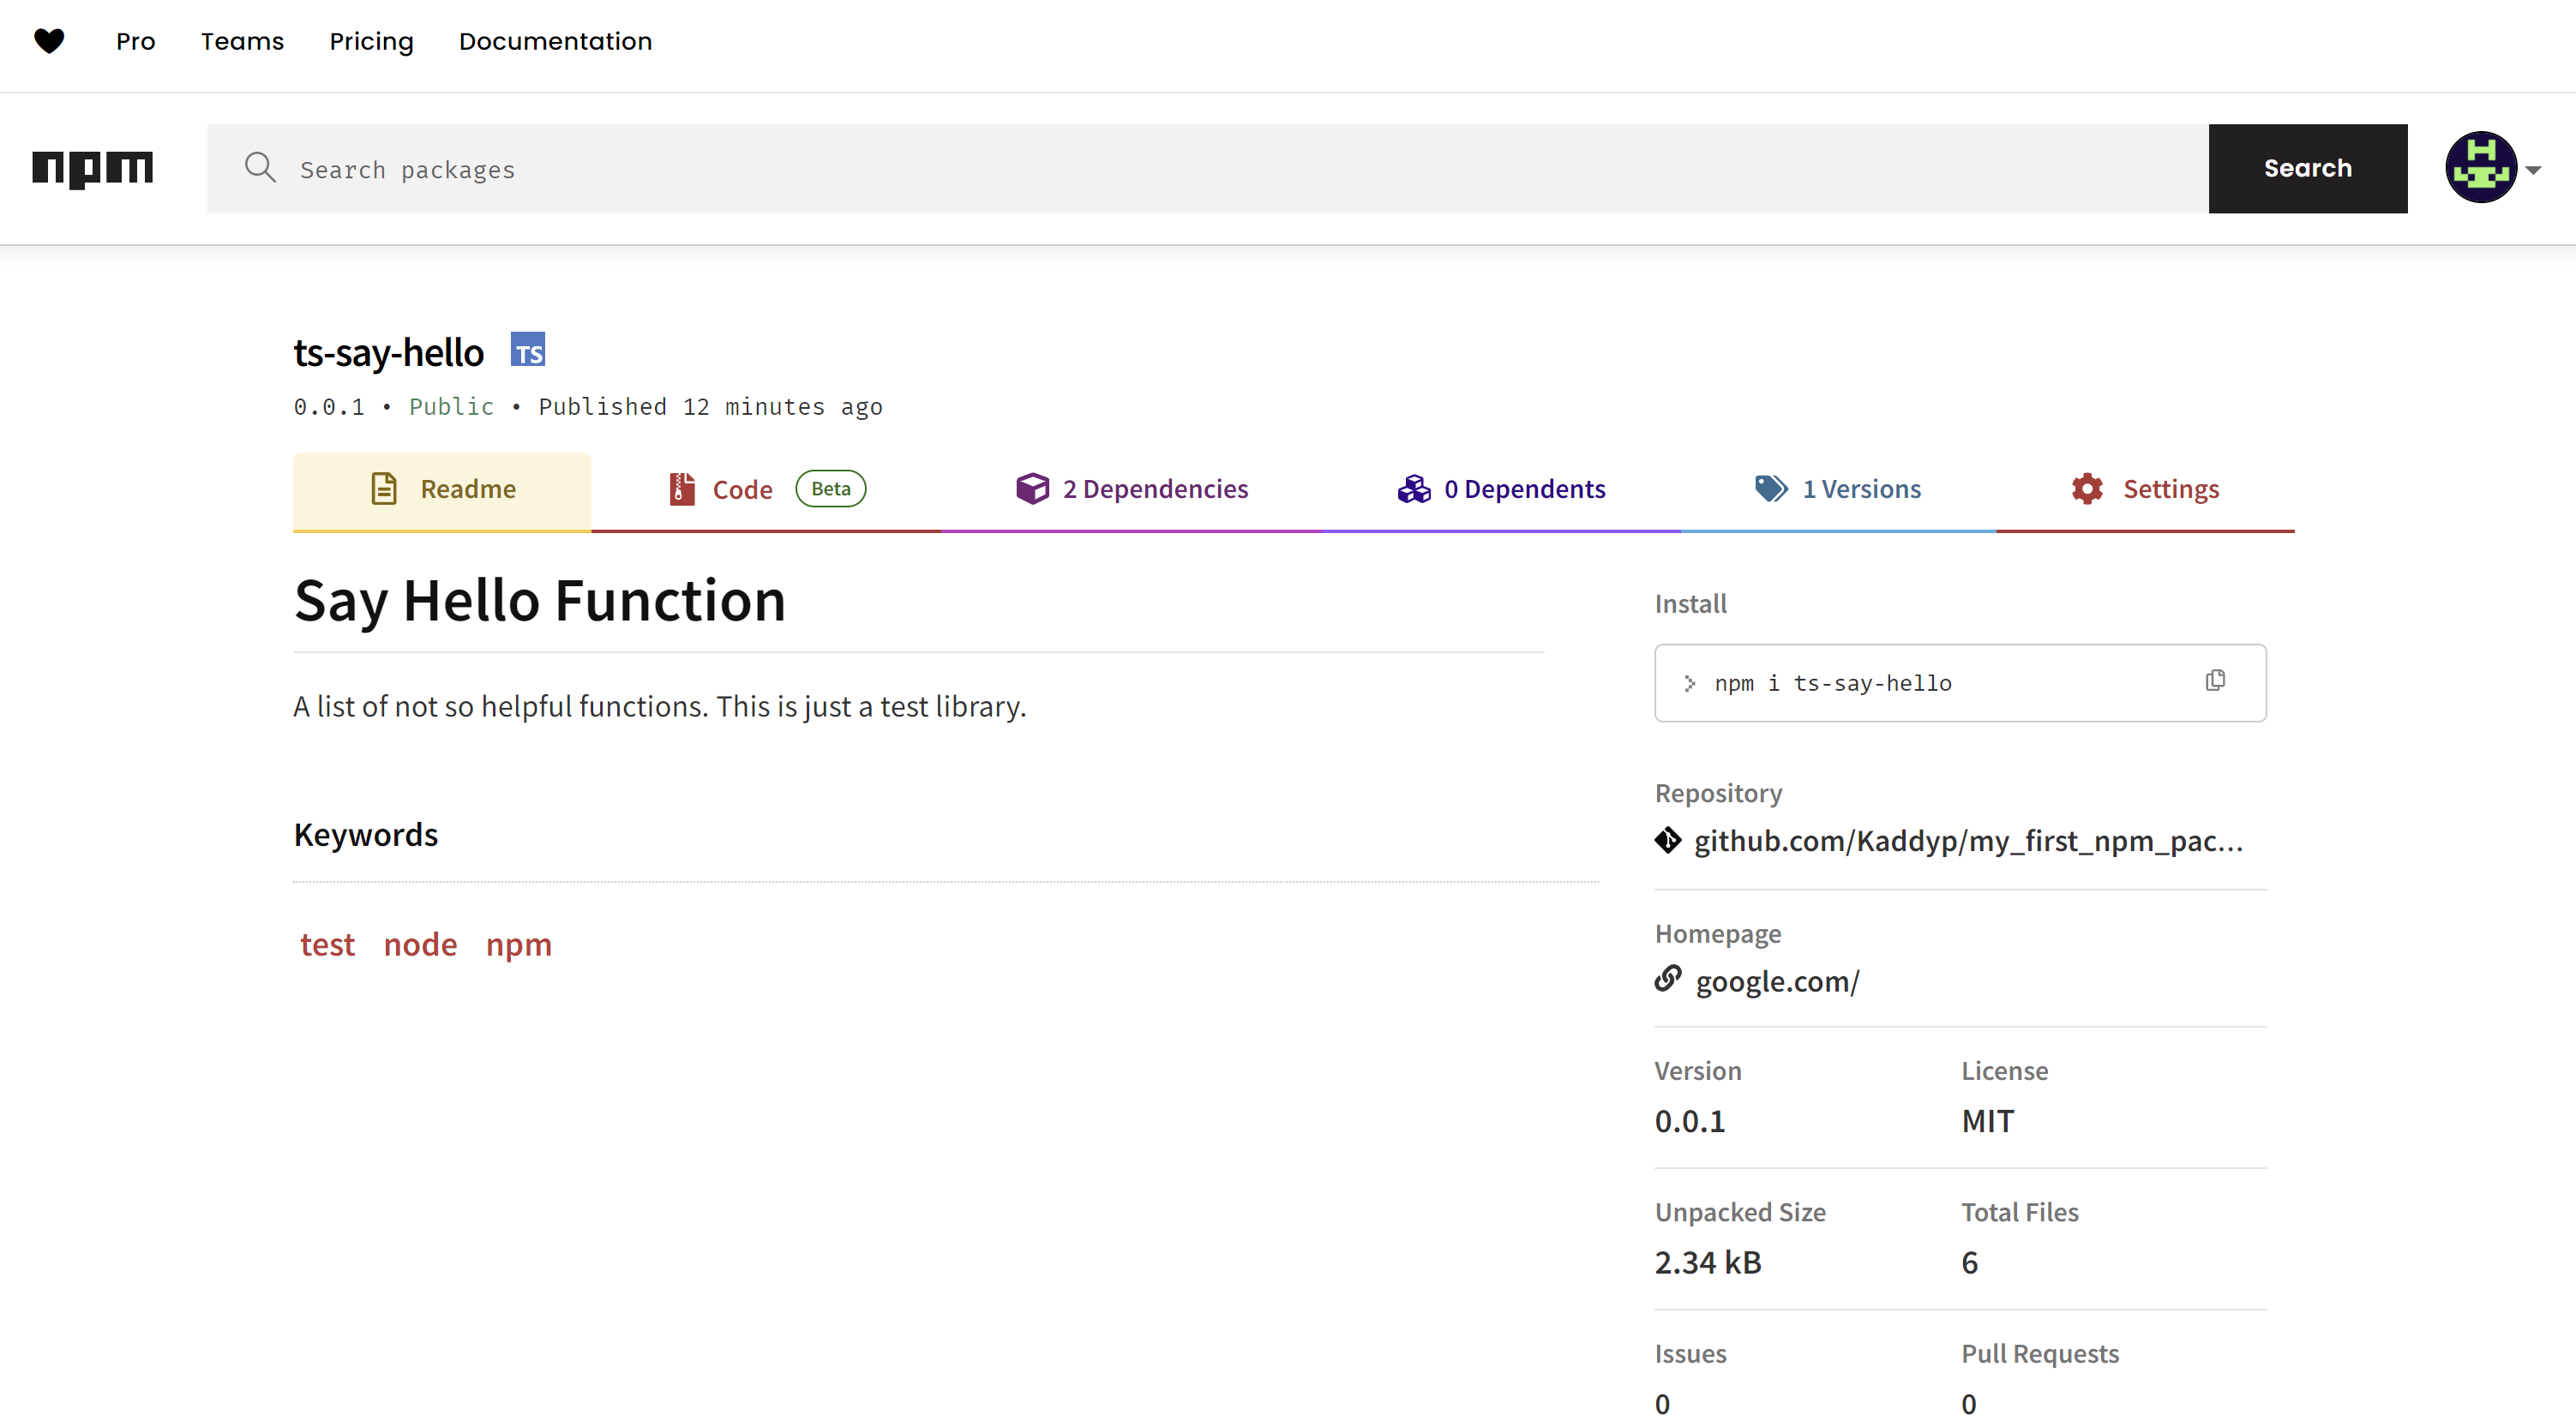 Pro Teams Pricing Documentation
npm
Search packages
Search
ts-say-hello TS
0.0.1 • Public • Published 12 minutes ago
Readme
Code Beta
2 Dependencies
0 Dependents
1 Versions
Settings
Say Hello Function
A list of not so helpful functions. This is just a test library.
Keywords
test node npm
Install
npm i ts-say-hello
Repository
github.com/Kaddyp/my_first_npm_pac...
Homepage
google.com/
Version License
0.0.1 MIT
Unpacked Size Total Files
2.34 kB 6
Issues Pull Requests
0 0